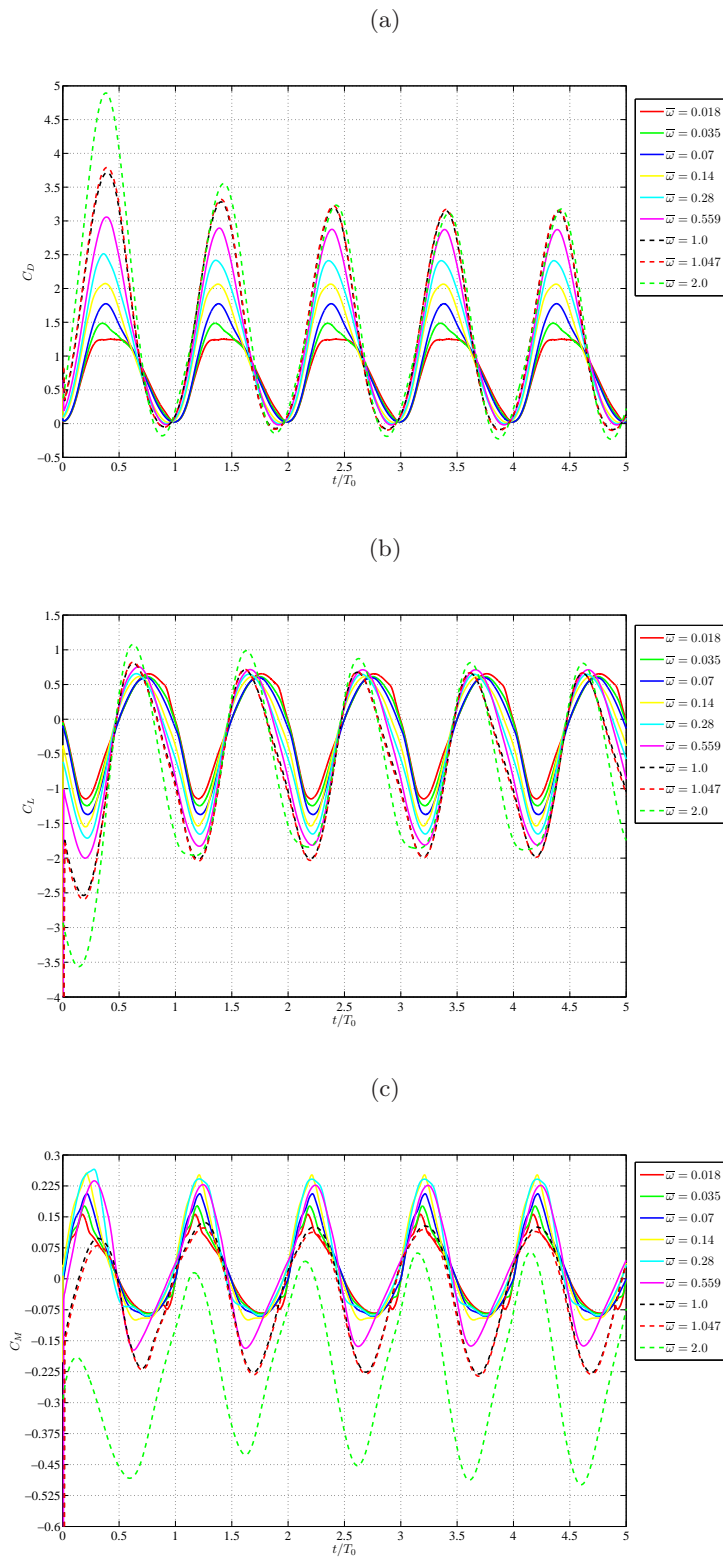 (a)
5
4.5
4
3.5
3
2.5
2
1.5
1
0.5
0
−0.5
C_D
0 0.5 1 1.5 2 2.5 3 3.5 4 4.5 5
t/T_0
ω̅ = 0.018
ω̅ = 0.035
ω̅ = 0.07
ω̅ = 0.14
ω̅ = 0.28
ω̅ = 0.559
ω̅ = 1.0
ω̅ = 1.047
ω̅ = 2.0
(b)
1.5
1
0.5
0
−0.5
−1
−1.5
−2
−2.5
−3
−3.5
−4
C_L
0 0.5 1 1.5 2 2.5 3 3.5 4 4.5 5
t/T_0
ω̅ = 0.018
ω̅ = 0.035
ω̅ = 0.07
ω̅ = 0.14
ω̅ = 0.28
ω̅ = 0.559
ω̅ = 1.0
ω̅ = 1.047
ω̅ = 2.0
(c)
0.3
0.225
0.15
0.075
0
−0.075
−0.15
−0.225
−0.3
−0.375
−0.45
−0.525
−0.6
C_M
0 0.5 1 1.5 2 2.5 3 3.5 4 4.5 5
t/T_0
ω̅ = 0.018
ω̅ = 0.035
ω̅ = 0.07
ω̅ = 0.14
ω̅ = 0.28
ω̅ = 0.559
ω̅ = 1.0
ω̅ = 1.047
ω̅ = 2.0